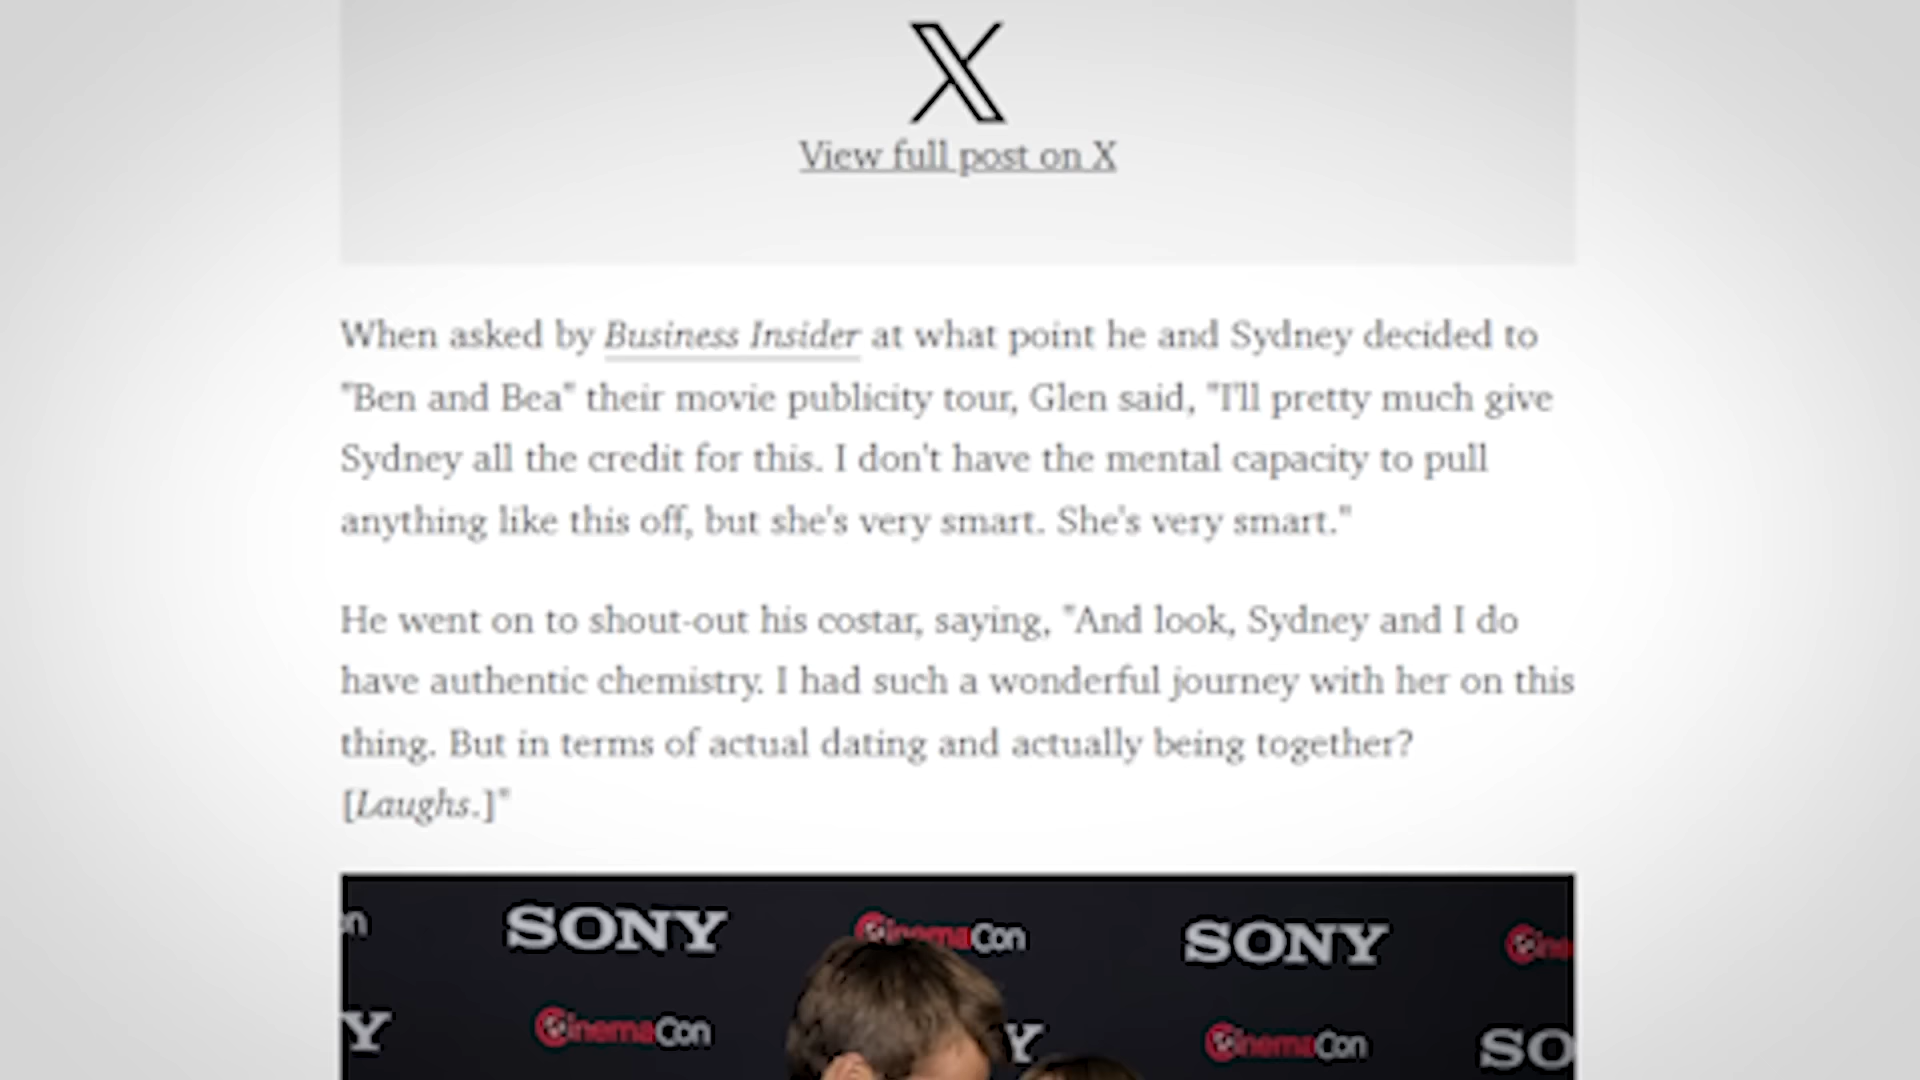 X
View full post on X
When asked by Business Insider at what point he and Sydney decided to
"Ben and Bea" their movie publicity tour, Glen said, "I'll pretty much give
Sydney all the credit for this. I don't have the mental capacity to pull
anything like this off, but she's very smart. She's very smart."
He went on to shout-out his costar, saying, "And look, Sydney and I do
have authentic chemistry. I had such a wonderful journey with her on this
thing. But in terms of actual dating and actually being together?
[Laughs.]"
on SONY CinemaCon SONY Cine
Y CinemaCon Y CinemaCon SO